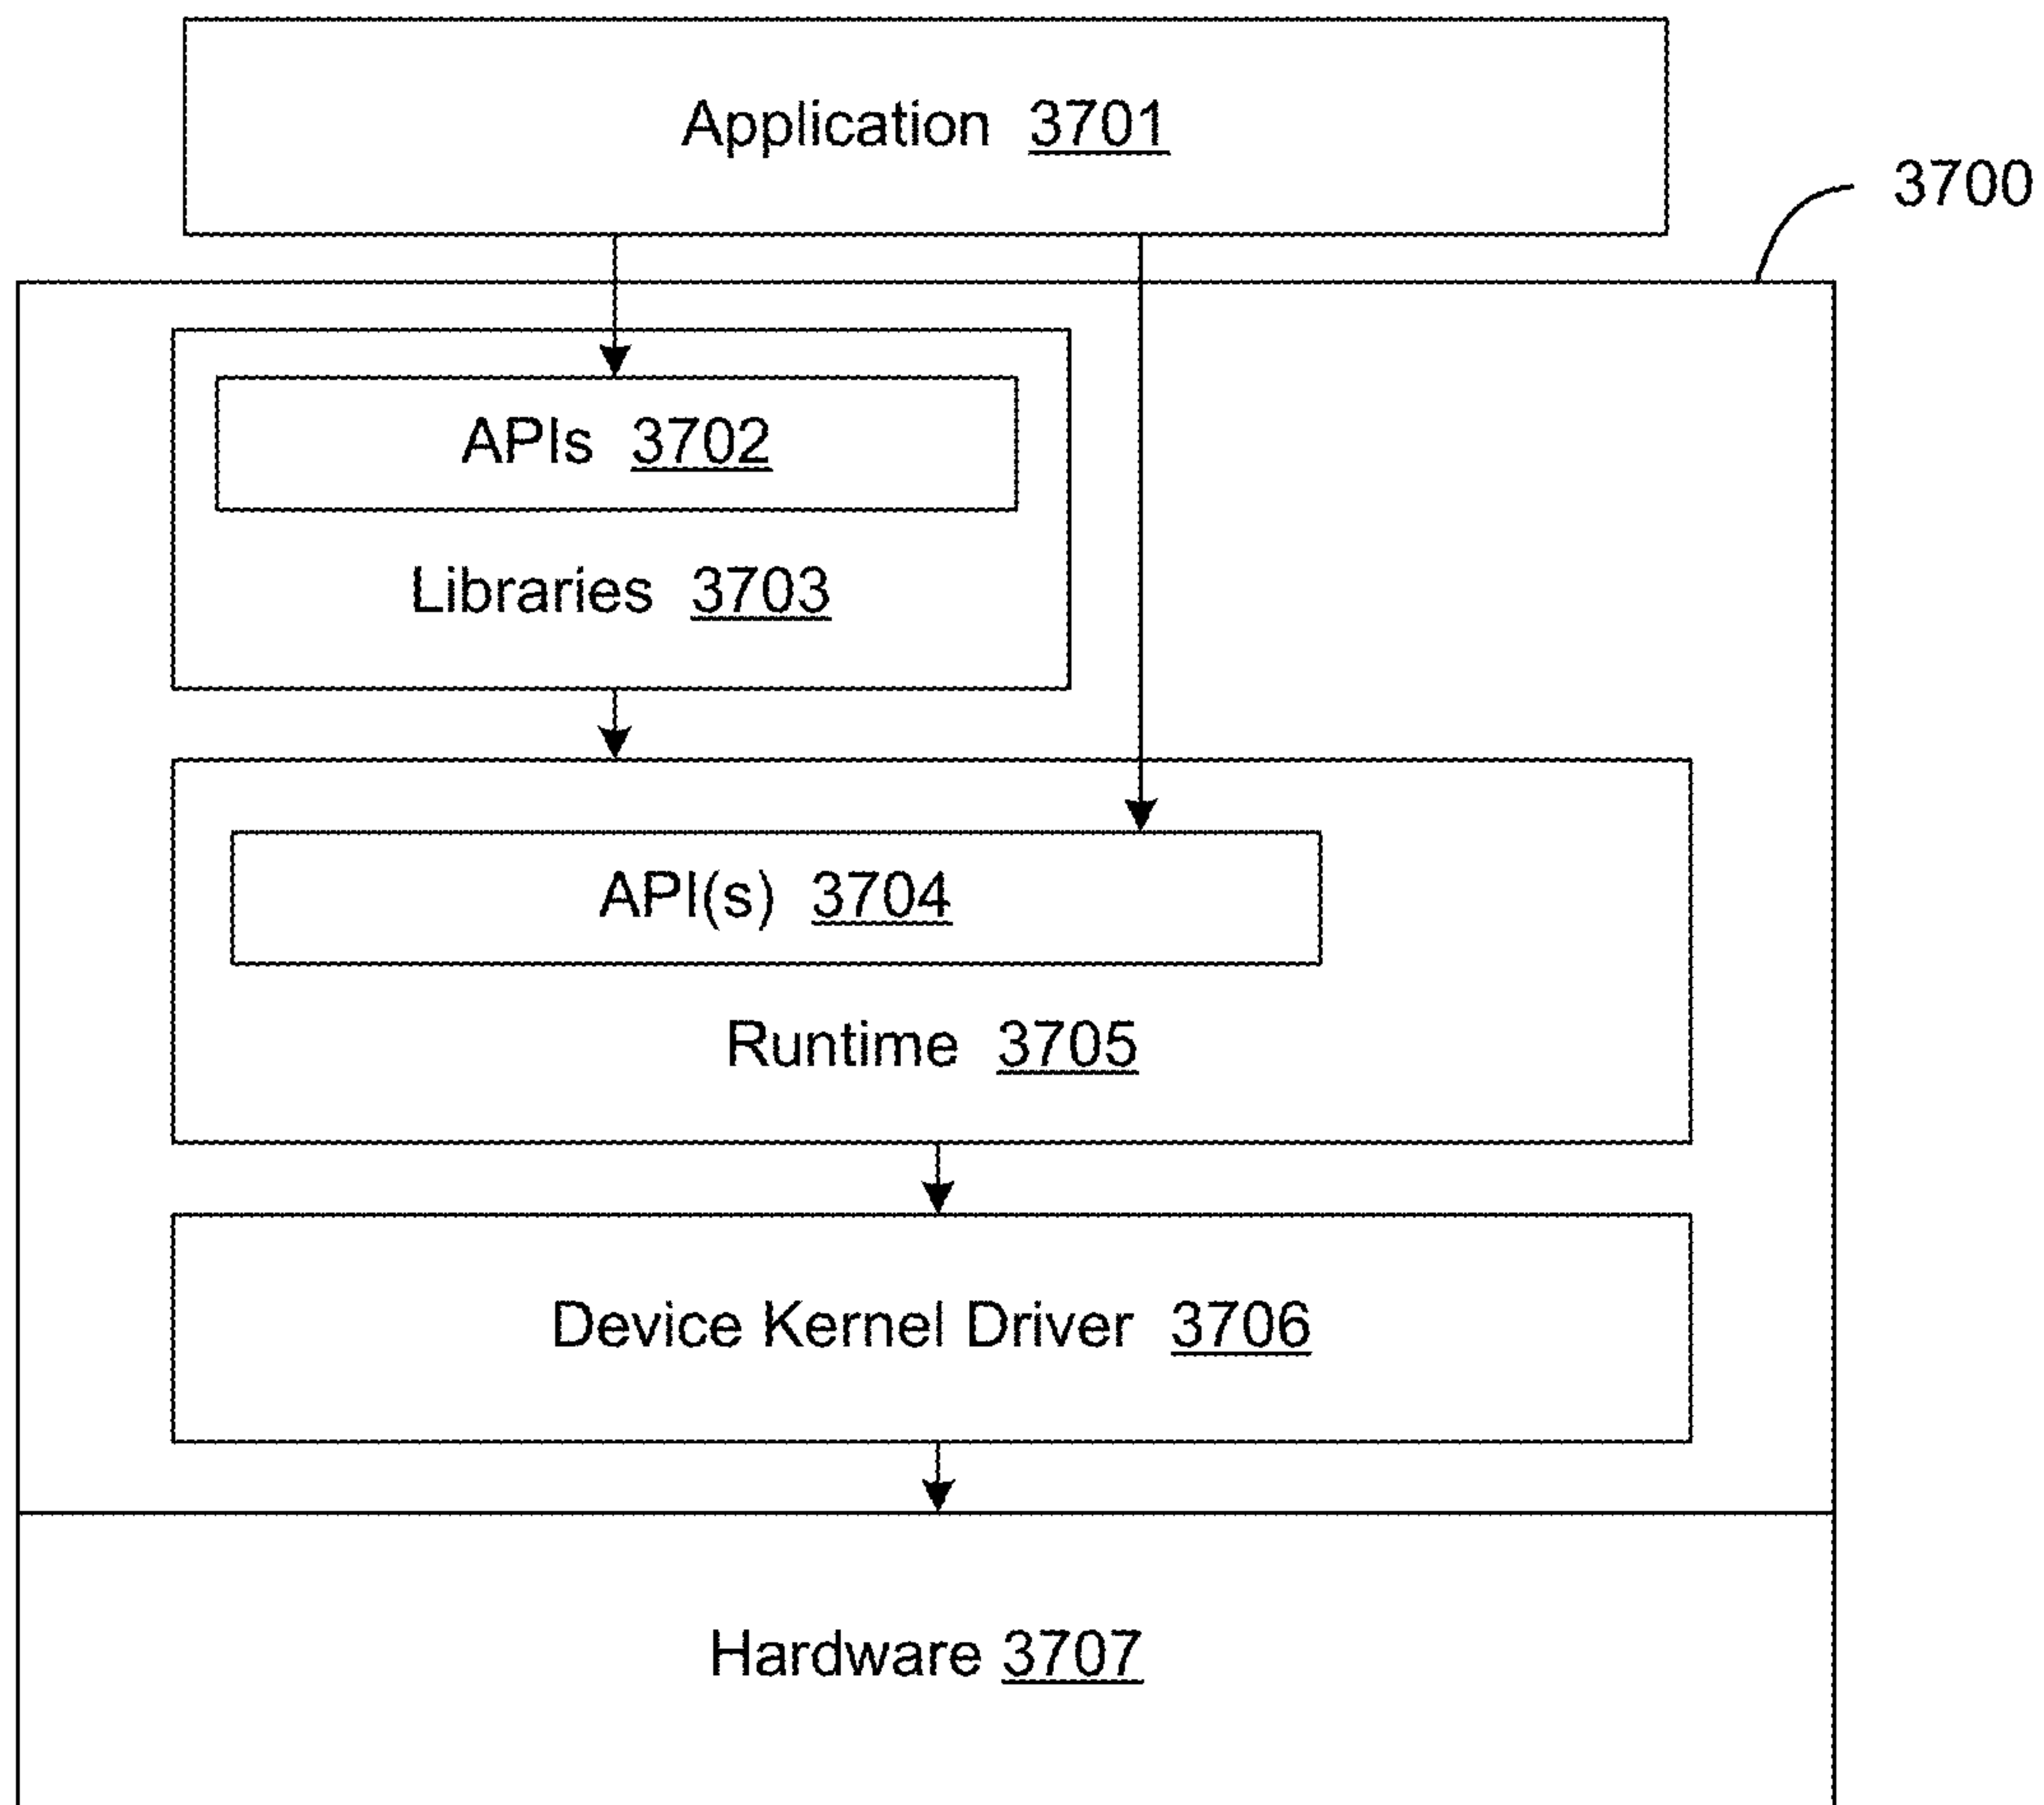 Application 3701
3700
APIs 3702
Libraries 3703
API(s) 3704
Runtime 3705
Device Kernel Driver 3706
Hardware 3707